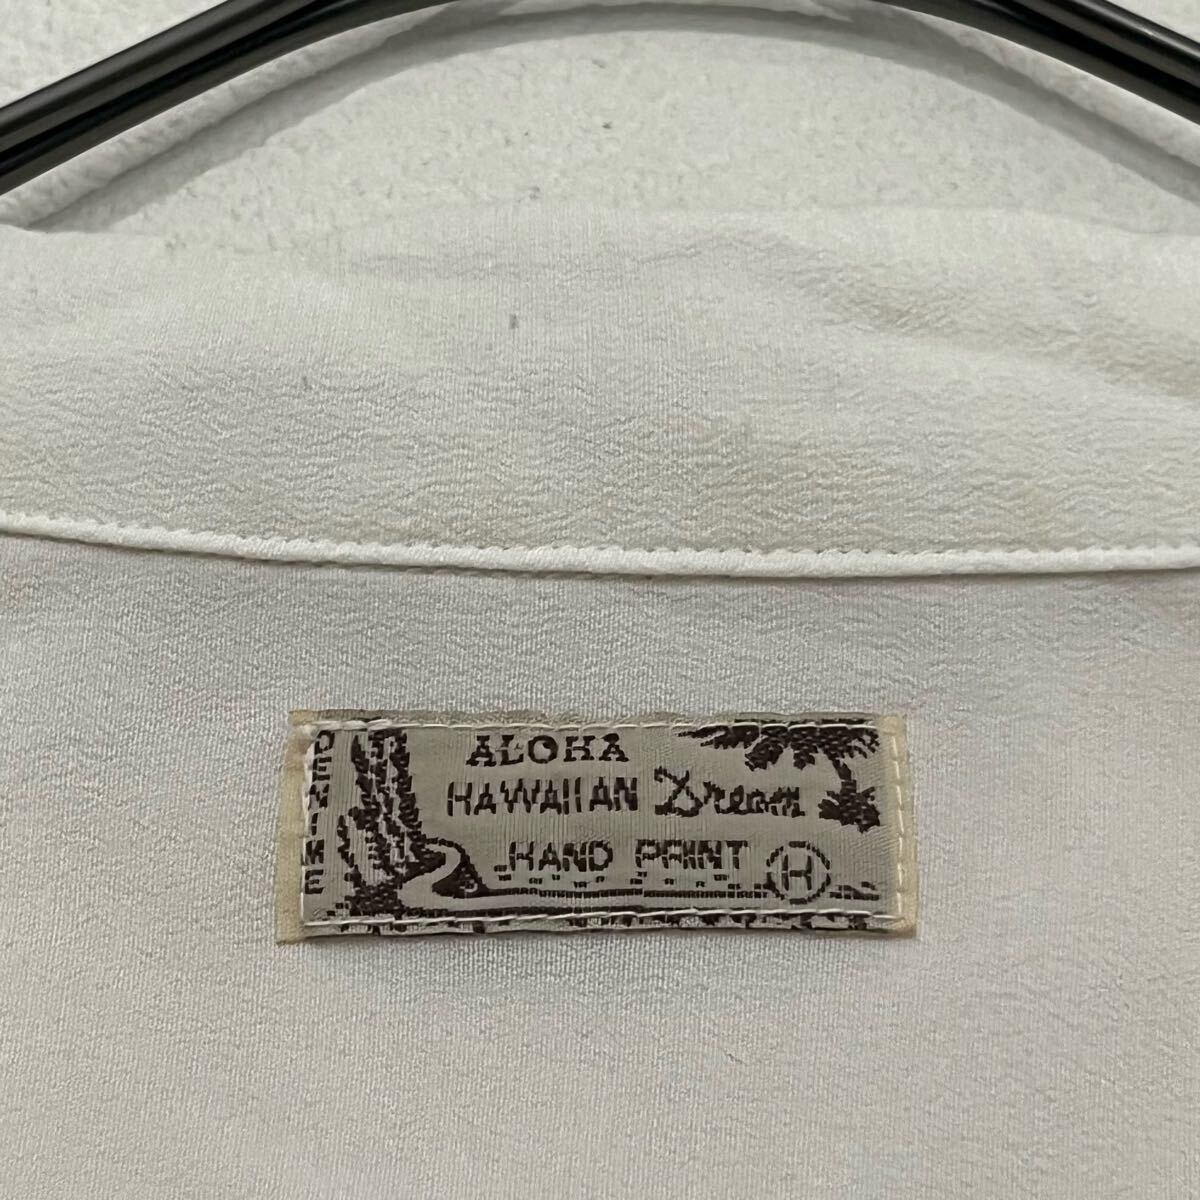 ALOHA
HAWAIIAN Dream
HAND PRINT H
DENIME